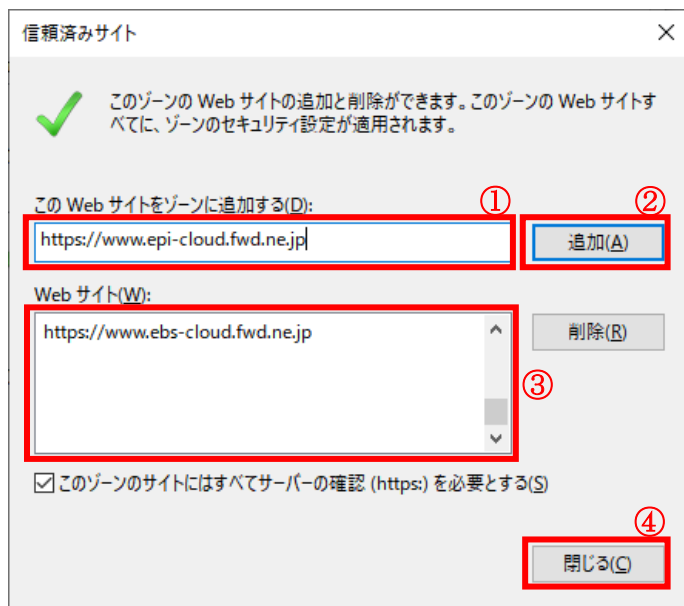 信頼済みサイト
このゾーンの Web サイトの追加と削除ができます。このゾーンの Web サイトす
べてに、ゾーンのセキュリティ設定が適用されます。
①
②
この Web サイトをゾーンに追加する(D):
https://www.epi-cloud.fwd.ne.jp
追加(A)
Web サイト(W):
https://www.ebs-cloud.fwd.ne.jp
削除(R)
③
このゾーンのサイトにはすべてサーバーの確認 (https:) を必要とする(S)
④
閉じる(C)